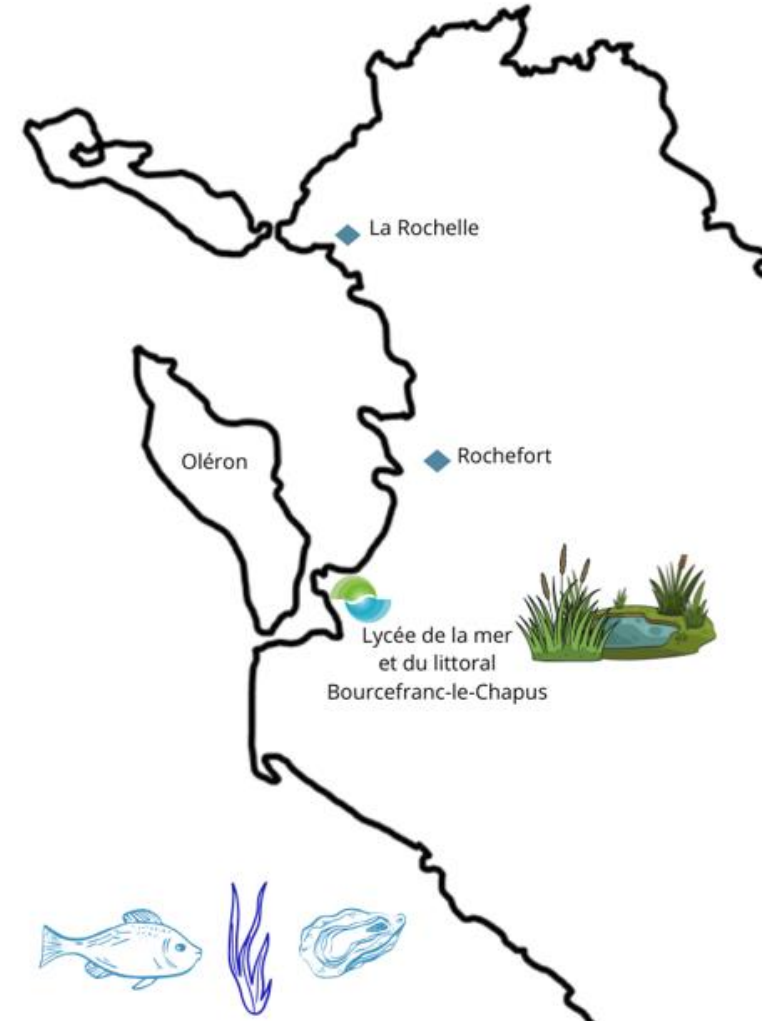 La Rochelle
Oléron
Rochefort
Lycée de la mer
et du littoral
Bourcefranc-le-Chapus